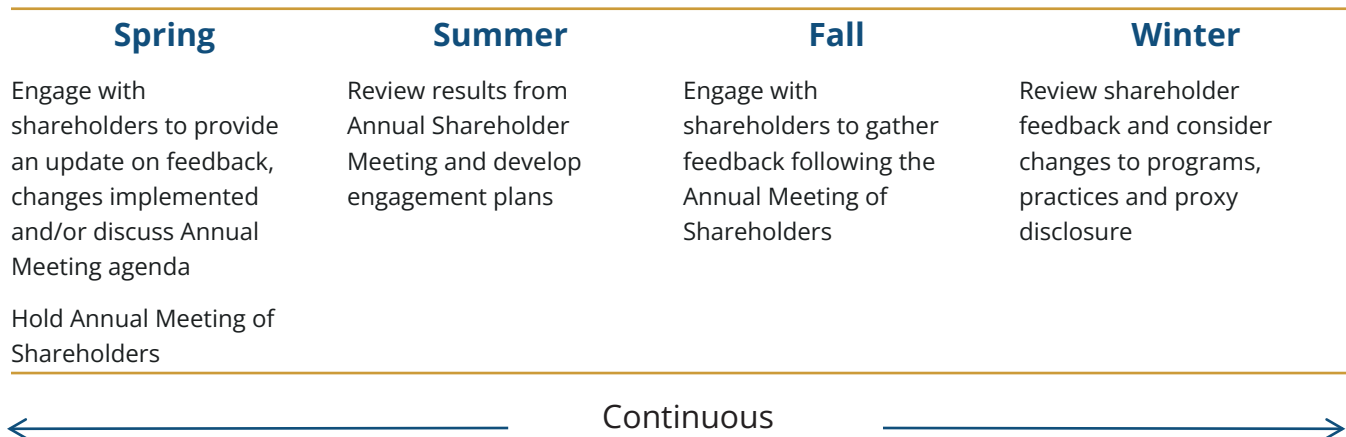 Spring
Engage with
shareholders to provide
an update on feedback,
changes implemented
and/or discuss Annual
Meeting agenda
Hold Annual Meeting of
Shareholders
Summer
Review results from
Annual Shareholder
Meeting and develop
engagement plans
Fall
Engage with
shareholders to gather
feedback following the
Annual Meeting of
Shareholders
Winter
Review shareholder
feedback and consider
changes to programs,
practices and proxy
disclosure
Continuous